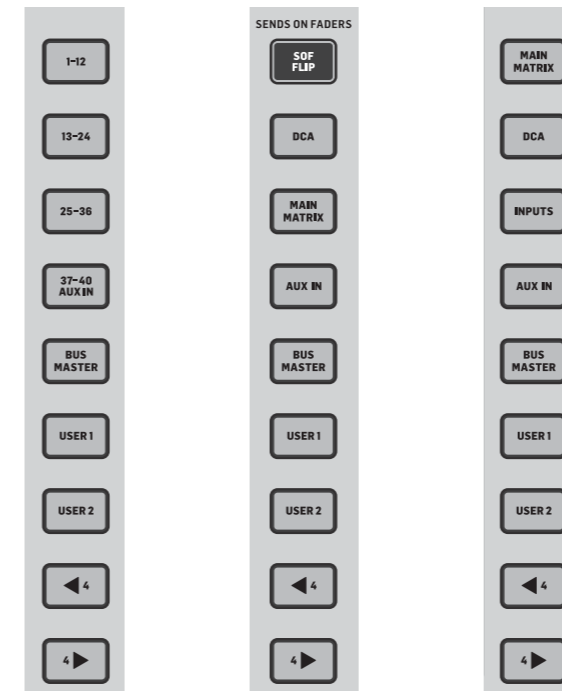 1-12
13-24
25-36
37-40
AUX IN
BUS
MASTER
USER 1
USER 2
◀ 4
4 ▶
SENDS ON FADERS
SOF
FLIP
DCA
MAIN
MATRIX
AUX IN
BUS
MASTER
USER 1
USER 2
◀ 4
4 ▶
MAIN
MATRIX
DCA
INPUTS
AUX IN
BUS
MASTER
USER 1
USER 2
◀ 4
4 ▶